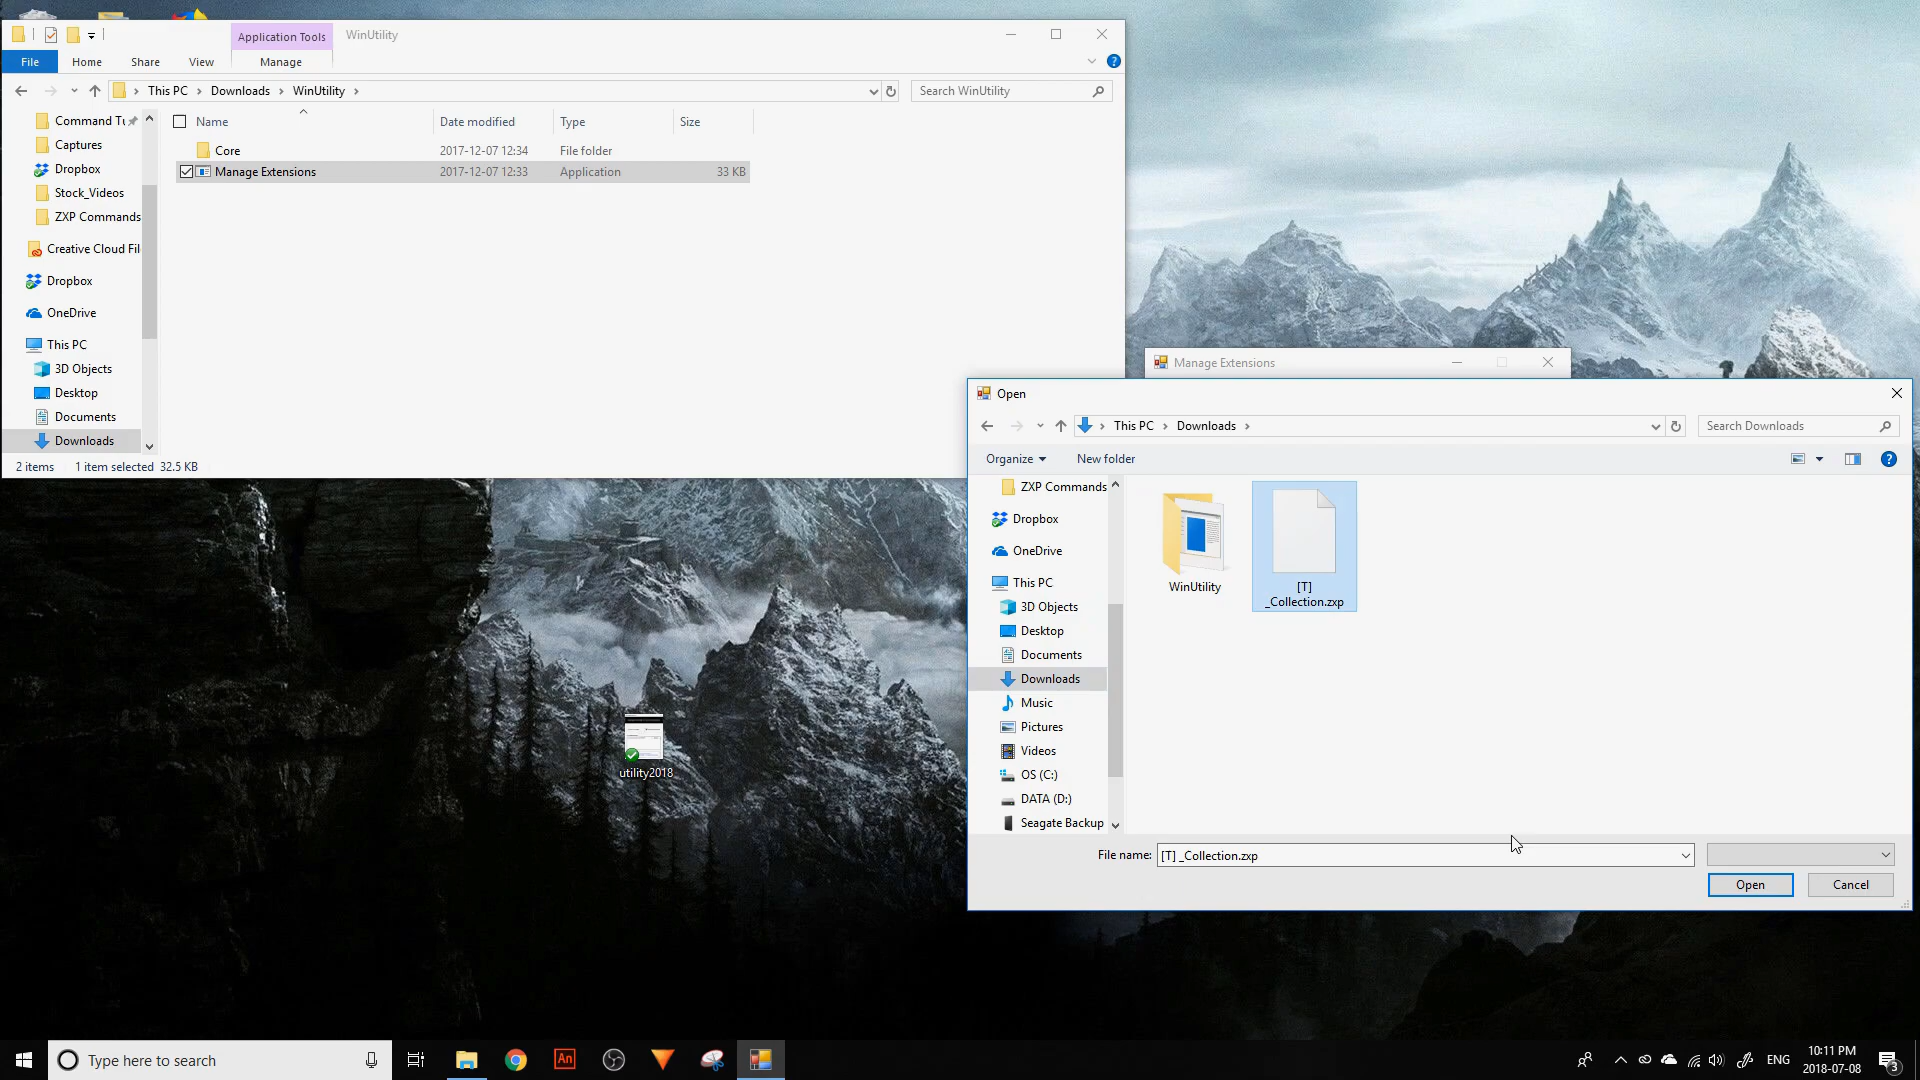 Application Tools
WinUtility
File
Home
Share
View
Manage
This PC
Downloads
WinUtility
Search WinUtility
Command Tu
Captures
Dropbox
Stock_Videos
ZXP Commands
Creative Cloud Fil
Dropbox
OneDrive
This PC
3D Objects
Desktop
Documents
Downloads
Name
Date modified
Type
Size
Core
2017-12-07 12:34
File folder
Manage Extensions
2017-12-07 12:33
Application
33 KB
2 items
1 item selected 32.5 KB
utility2018
Manage Extensions
Open
This PC
Downloads
Search Downloads
Organize
New folder
ZXP Commands
Dropbox
OneDrive
This PC
3D Objects
Desktop
Documents
Downloads
Music
Pictures
Videos
OS (C:)
DATA (D:)
Seagate Backup
WinUtility
[T]
_Collection.zxp
File name:
[T] _Collection.zxp
Open
Cancel
Type here to search
An
ENG
10:11 PM
2018-07-08
3